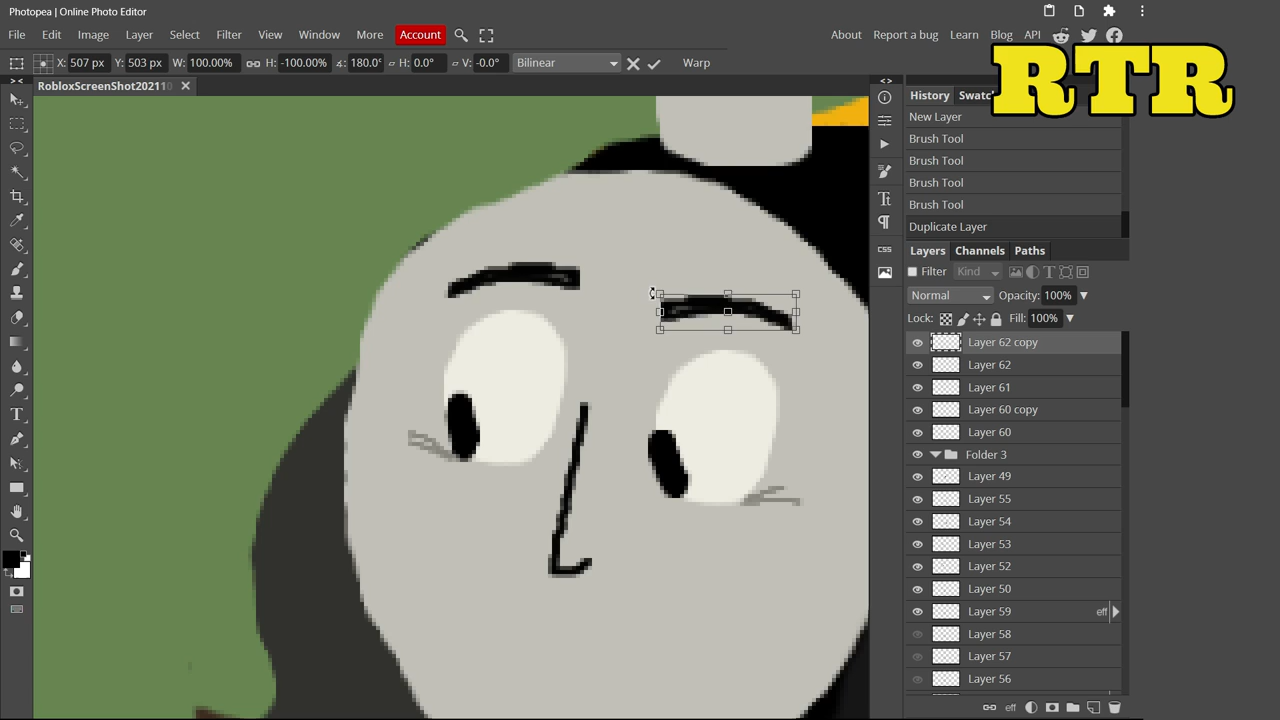 Photopea | Online Photo Editor
File Edit Image Layer Select Filter View Window More Account About Report a bug Learn Blog API
X: 507 px Y: 503 px W: 100.00% H: -100.00% ∡: 180.0° H: 0.0° V: -0.0° Bilinear Warp
RTR
RobloxScreenShot202111
History Swatc
New Layer
Brush Tool
Brush Tool
Brush Tool
Brush Tool
Duplicate Layer
Layers Channels Paths
Filter Kind
Normal Opacity: 100%
Lock: Fill: 100%
Layer 62 copy
Layer 62
Layer 61
Layer 60 copy
Layer 60
Folder 3
Layer 49
Layer 55
Layer 54
Layer 53
Layer 52
Layer 50
Layer 59 eff
Layer 58
Layer 57
Layer 56
CSS
eff